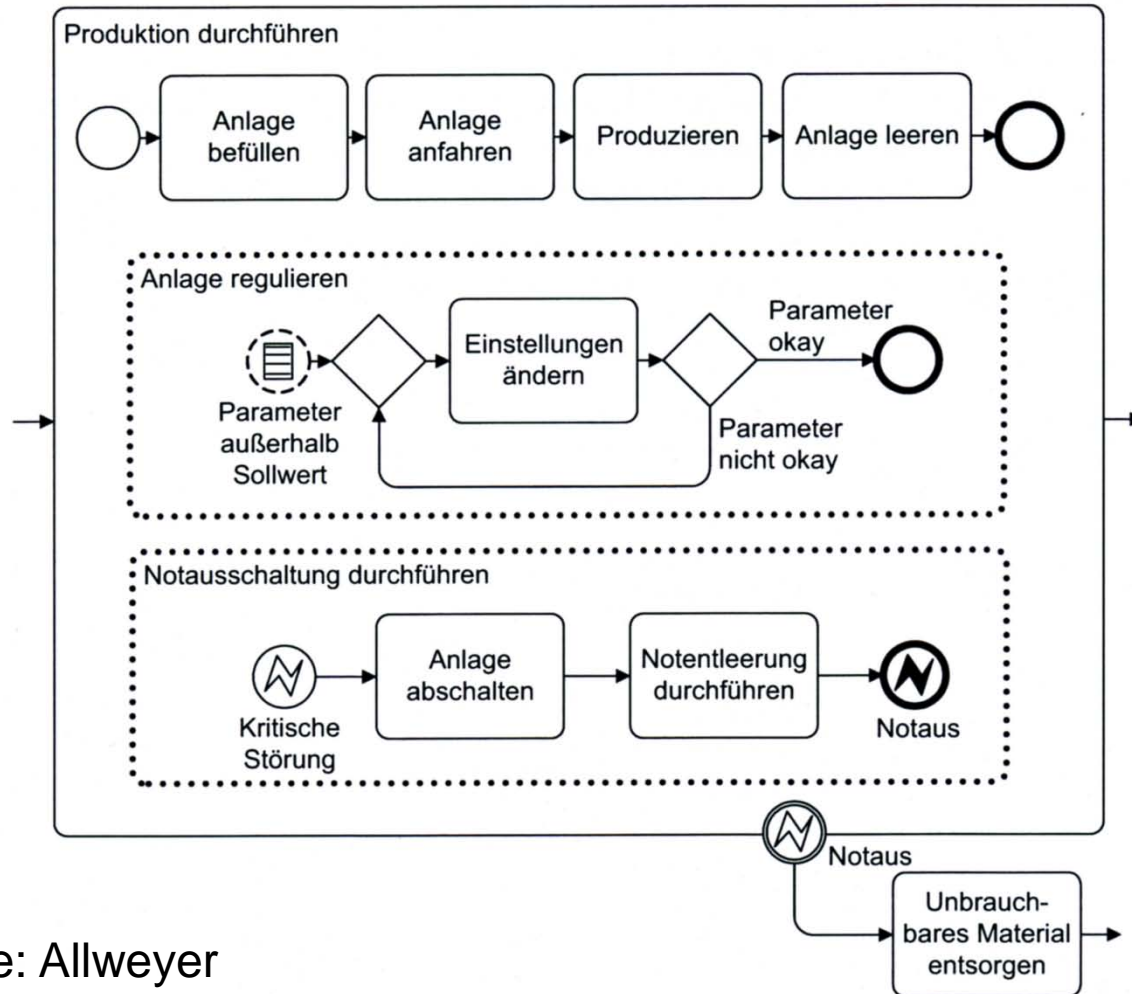 Produktion durchführen
Anlage
befüllen
Anlage
anfahren
Produzieren
Anlage leeren
Anlage regulieren
Parameter
außerhalb
Sollwert
Einstellungen
ändern
Parameter
okay
Parameter
nicht okay
Notausschaltung durchführen
Kritische
Störung
Anlage
abschalten
Notentleerung
durchführen
Notaus
Notaus
Unbrauch-
bares Material
entsorgen
e: Allweyer